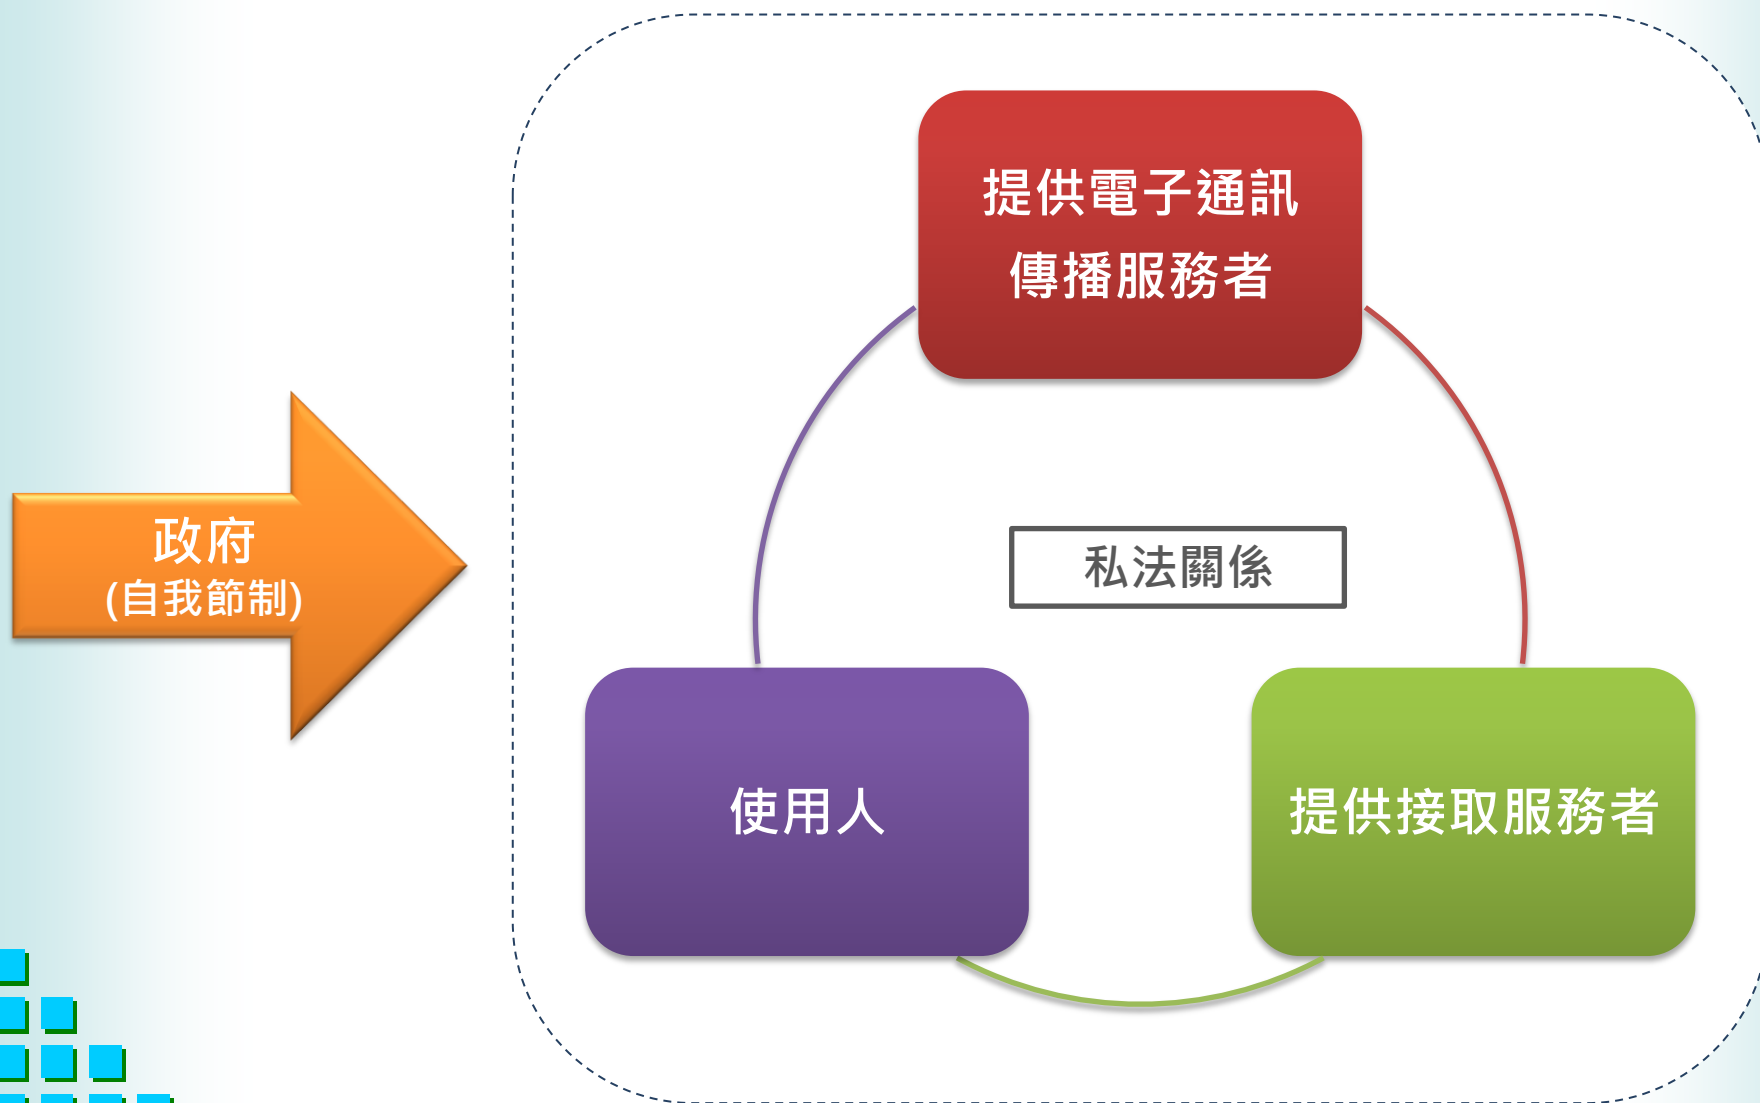 提供電子通訊
傳播服務者
政府
(自我節制)
私法關係
使用人
提供接取服務者